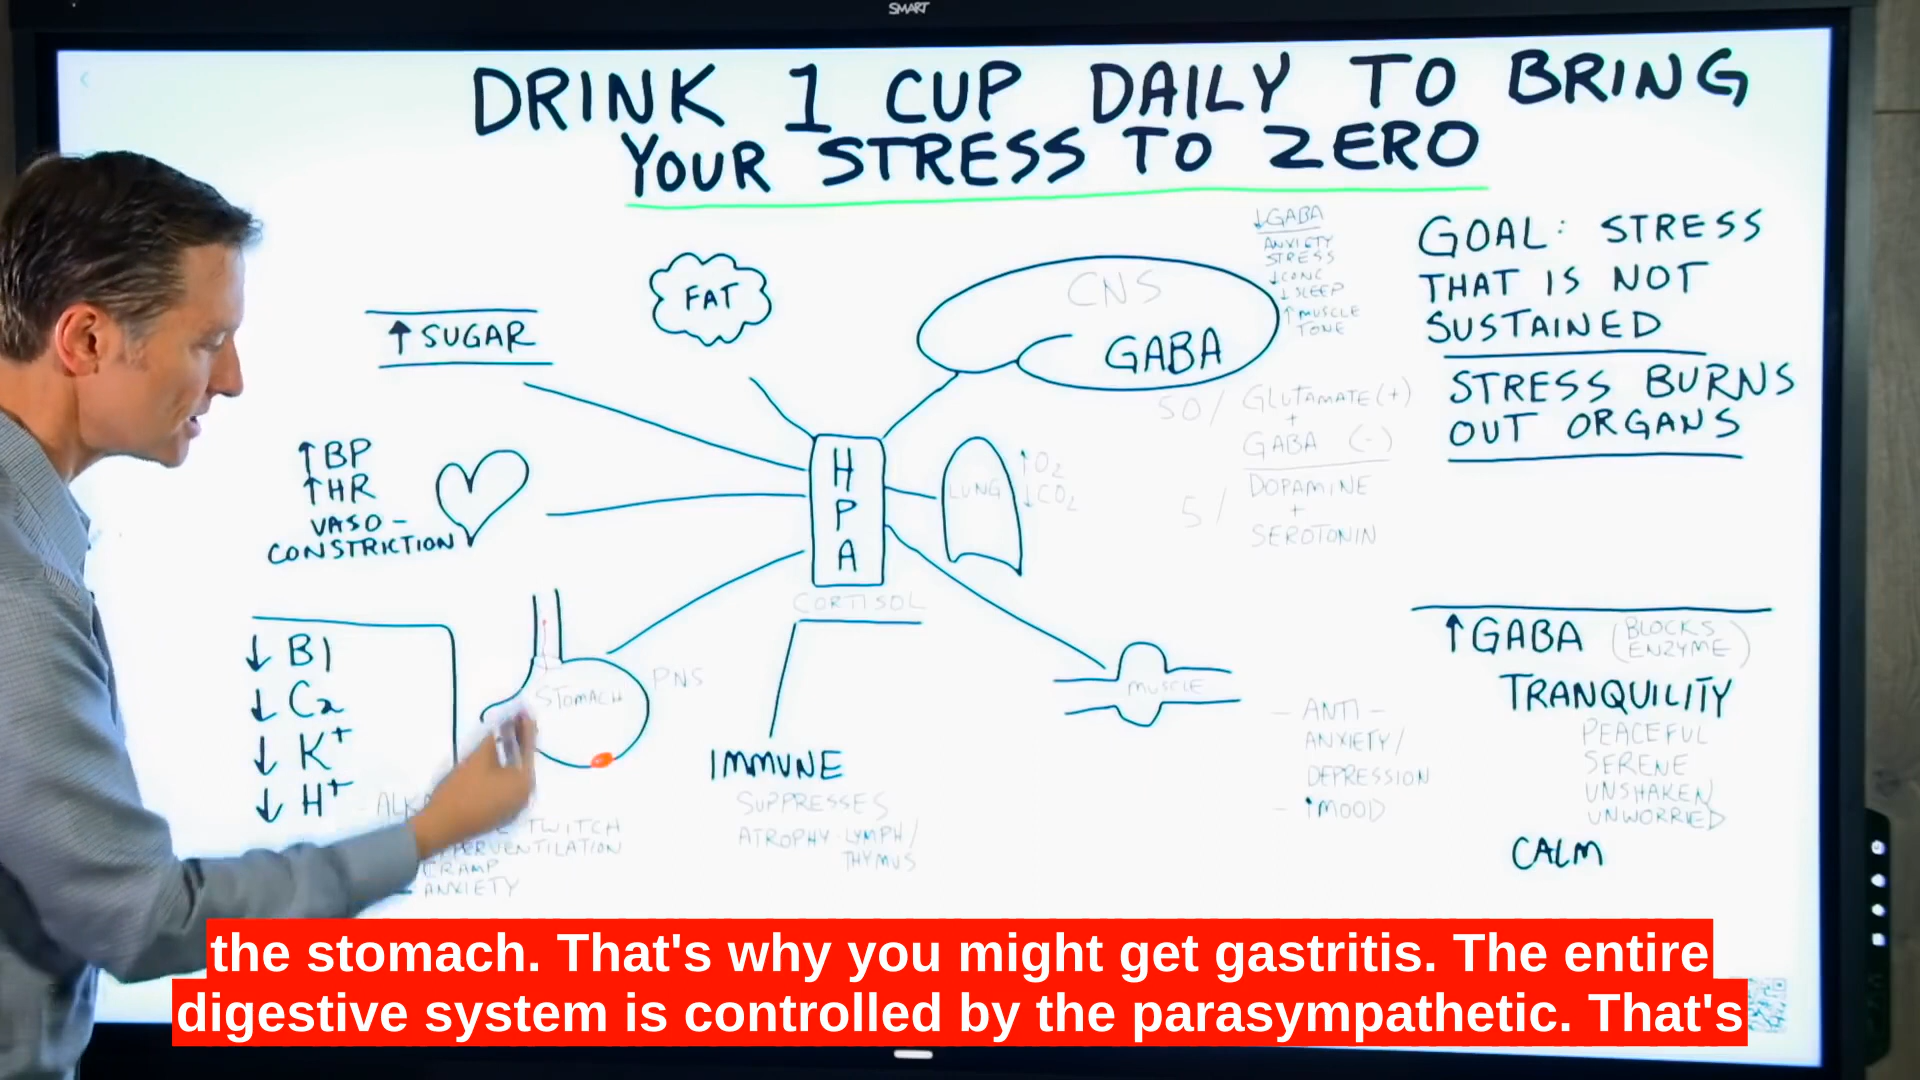 SMART
DRINK 1 CUP DAILY TO BRING
YOUR STRESS TO ZERO
↓GABA
ANXIETY
STRESS
↓CONC
↓SLEEP
↑MUSCLE
TONE
GOAL: STRESS
THAT IS NOT
SUSTAINED
STRESS BURNS
OUT ORGANS
FAT
CNS
GABA
↑SUGAR
50/ GLUTAMATE(+)
+
GABA (-)
5/ DOPAMINE
+
SEROTONIN
↑BP
↑HR
VASO-
CONSTRICTION
H
P
A
CORTISOL
LUNG
↑O2
↓CO2
↓ B1
↓ Ca
↓ K+
↓ H+
STOMACH
PNS
TWITCH
CRAMP
ANXIETY
IMMUNE
SUPPRESSES
ATROPHY-LYMPH/
THYMUS
MUSCLE
↑GABA (BLOCKS
ENZYME)
TRANQUILITY
PEACEFUL
SERENE
UNSHAKEN
UNWORRIED
CALM
- ANTI-
ANXIETY/
DEPRESSION
- ↑MOOD
the stomach. That's why you might get gastritis. The entire
digestive system is controlled by the parasympathetic. That's